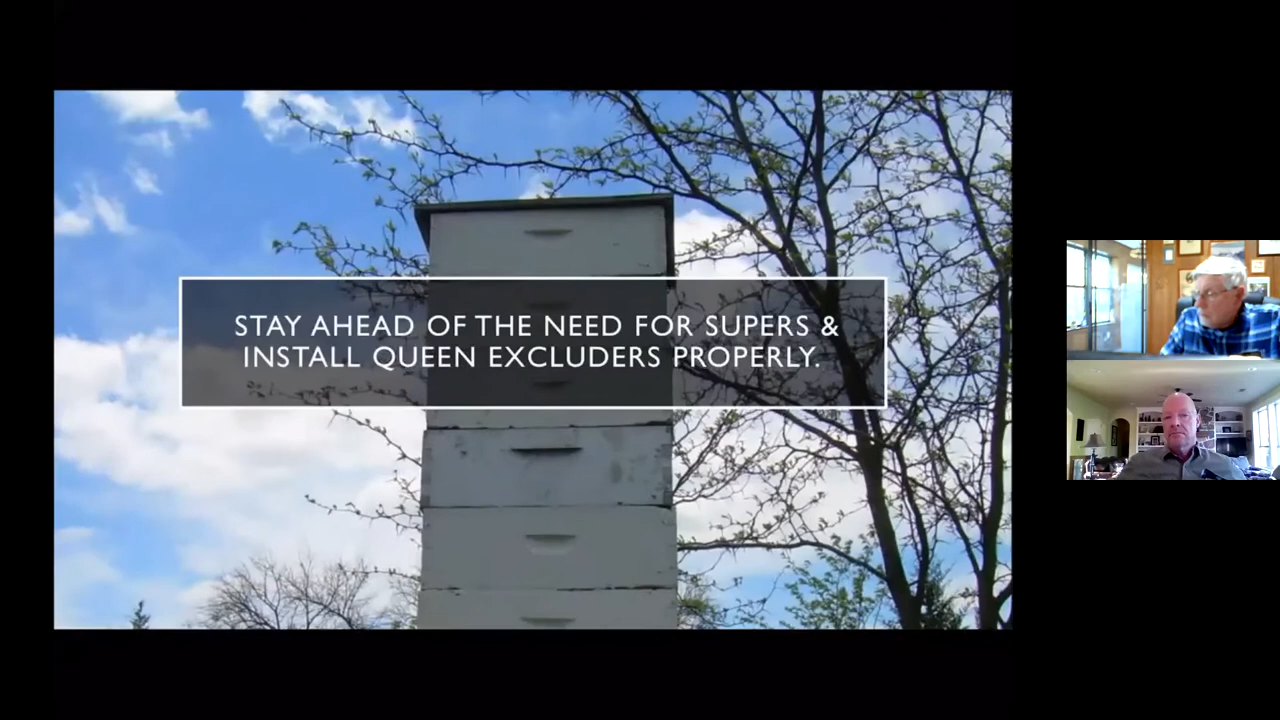 STAY AHEAD OF THE NEED FOR SUPERS &
INSTALL QUEEN EXCLUDERS PROPERLY.